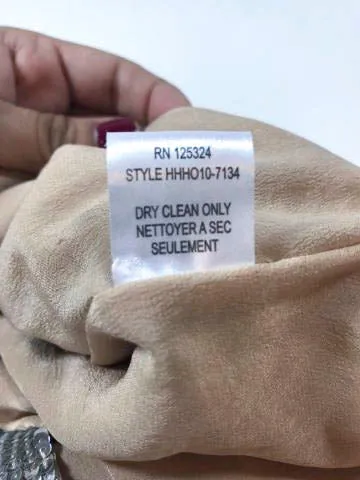 RN 125324
STYLE HHHO10-7134
DRY CLEAN ONLY
NETTOYER A SEC
SEULEMENT